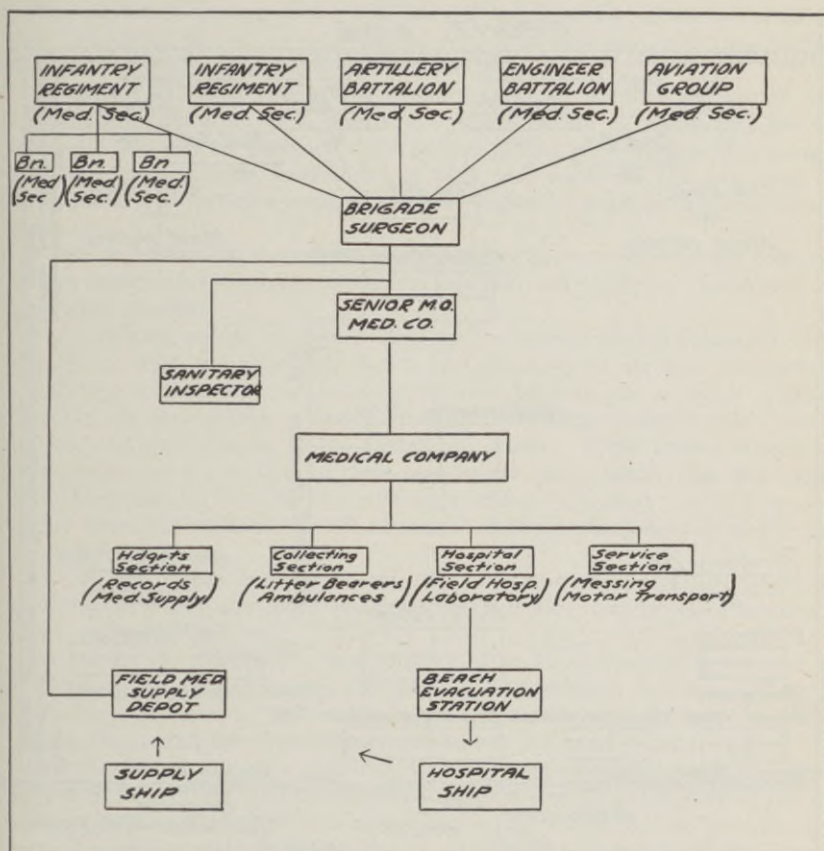 INFANTRY REGIMENT
(Med. Sec.)
INFANTRY REGIMENT
(Med. Sec.)
ARTILLERY BATTALION
(Med Sec.)
ENGINEER BATTALION
(Med. Sec.)
AVIATION GROUP
(Med. Sec.)
Bn.
(Med Sec)
Bn.
(Med Sec.)
Bn
(Med. Sec.)
BRIGADE
SURGEON
SENIOR M.O.
MED. CO.
SANITARY
INSPECTOR
MEDICAL COMPANY
Hdqrts
Section
(Records
Med. Supply)
Collecting
Section
(Litter Bearers
Ambulances)
Hospital
Section
(Field Hosp.
Laboratory)
Service
Section
(Messing
Motor Transport)
FIELD MED
SUPPLY
DEPOT
BEACH
EVACUATION
STATION
SUPPLY
SHIP
HOSPITAL
SHIP